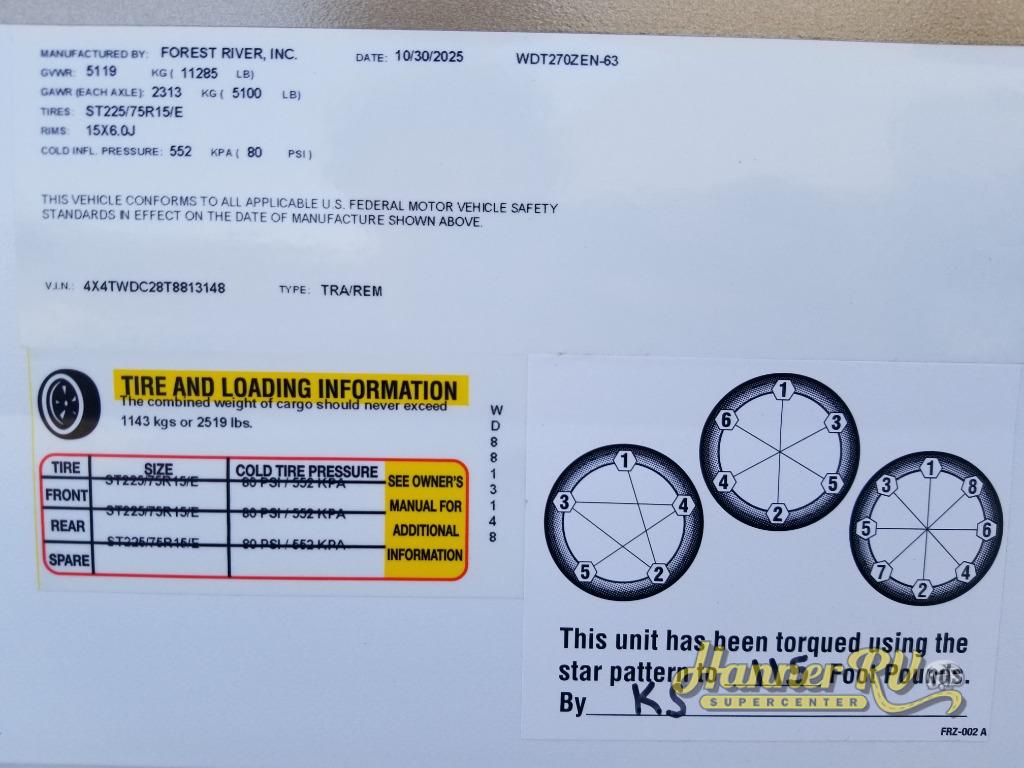 MANUFACTURED BY: FOREST RIVER, INC. DATE: 10/30/2025 WDT270ZEN-63
GVWR: 5119 KG ( 11285 LB)
GAWR (EACH AXLE): 2313 KG ( 5100 LB)
TIRES: ST225/75R15/E
RIMS: 15X6.0J
COLD INFL. PRESSURE: 552 KPA ( 80 PSI )
THIS VEHICLE CONFORMS TO ALL APPLICABLE U.S. FEDERAL MOTOR VEHICLE SAFETY
STANDARDS IN EFFECT ON THE DATE OF MANUFACTURE SHOWN ABOVE.
V.I.N.: 4X4TWDC28T8813148 TYPE: TRA/REM
TIRE AND LOADING INFORMATION
The combined weight of cargo should never exceed
1143 kgs or 2519 lbs.
TIRE SIZE COLD TIRE PRESSURE
SEE OWNER'S
MANUAL FOR
ADDITIONAL
INFORMATION
FRONT ST225/75R15/E 80 PSI / 552 KPA
REAR ST225/75R15/E 80 PSI / 552 KPA
SPARE ST225/75R15/E 80 PSI / 552 KPA
WD8813148
1 3 4 5 2
1 6 3 4 5 2
1 3 8 5 6 7 4 2
This unit has been torqued using the
star pattern to 115 Foot Pounds.
By KS
Hanner RV
SUPERCENTER
FRZ-002 A